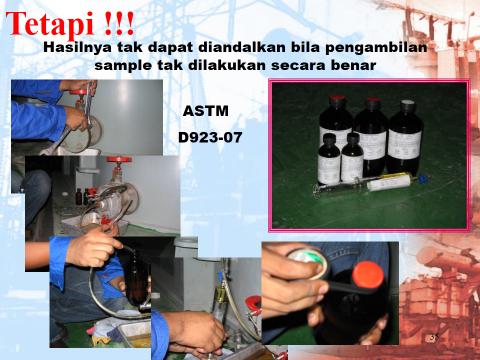 Tetapi !!!
Hasilnya tak dapat diandalkan bila pengambilan
sample tak dilakukan secara benar
ASTM
D923-07